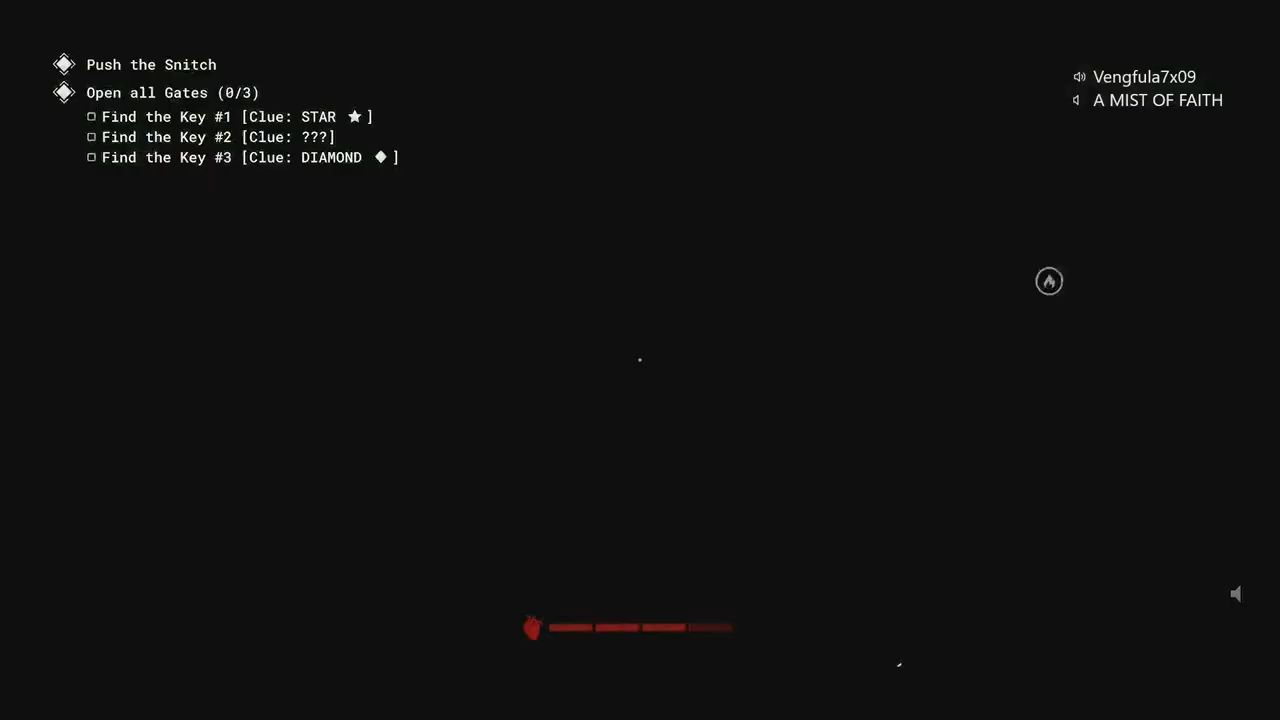 Push the Snitch
Open all Gates (0/3)
Find the Key #1 [Clue: STAR ★ ]
Find the Key #2 [Clue: ???]
Find the Key #3 [Clue: DIAMOND ◆ ]
Vengfula7x09
A MIST OF FAITH